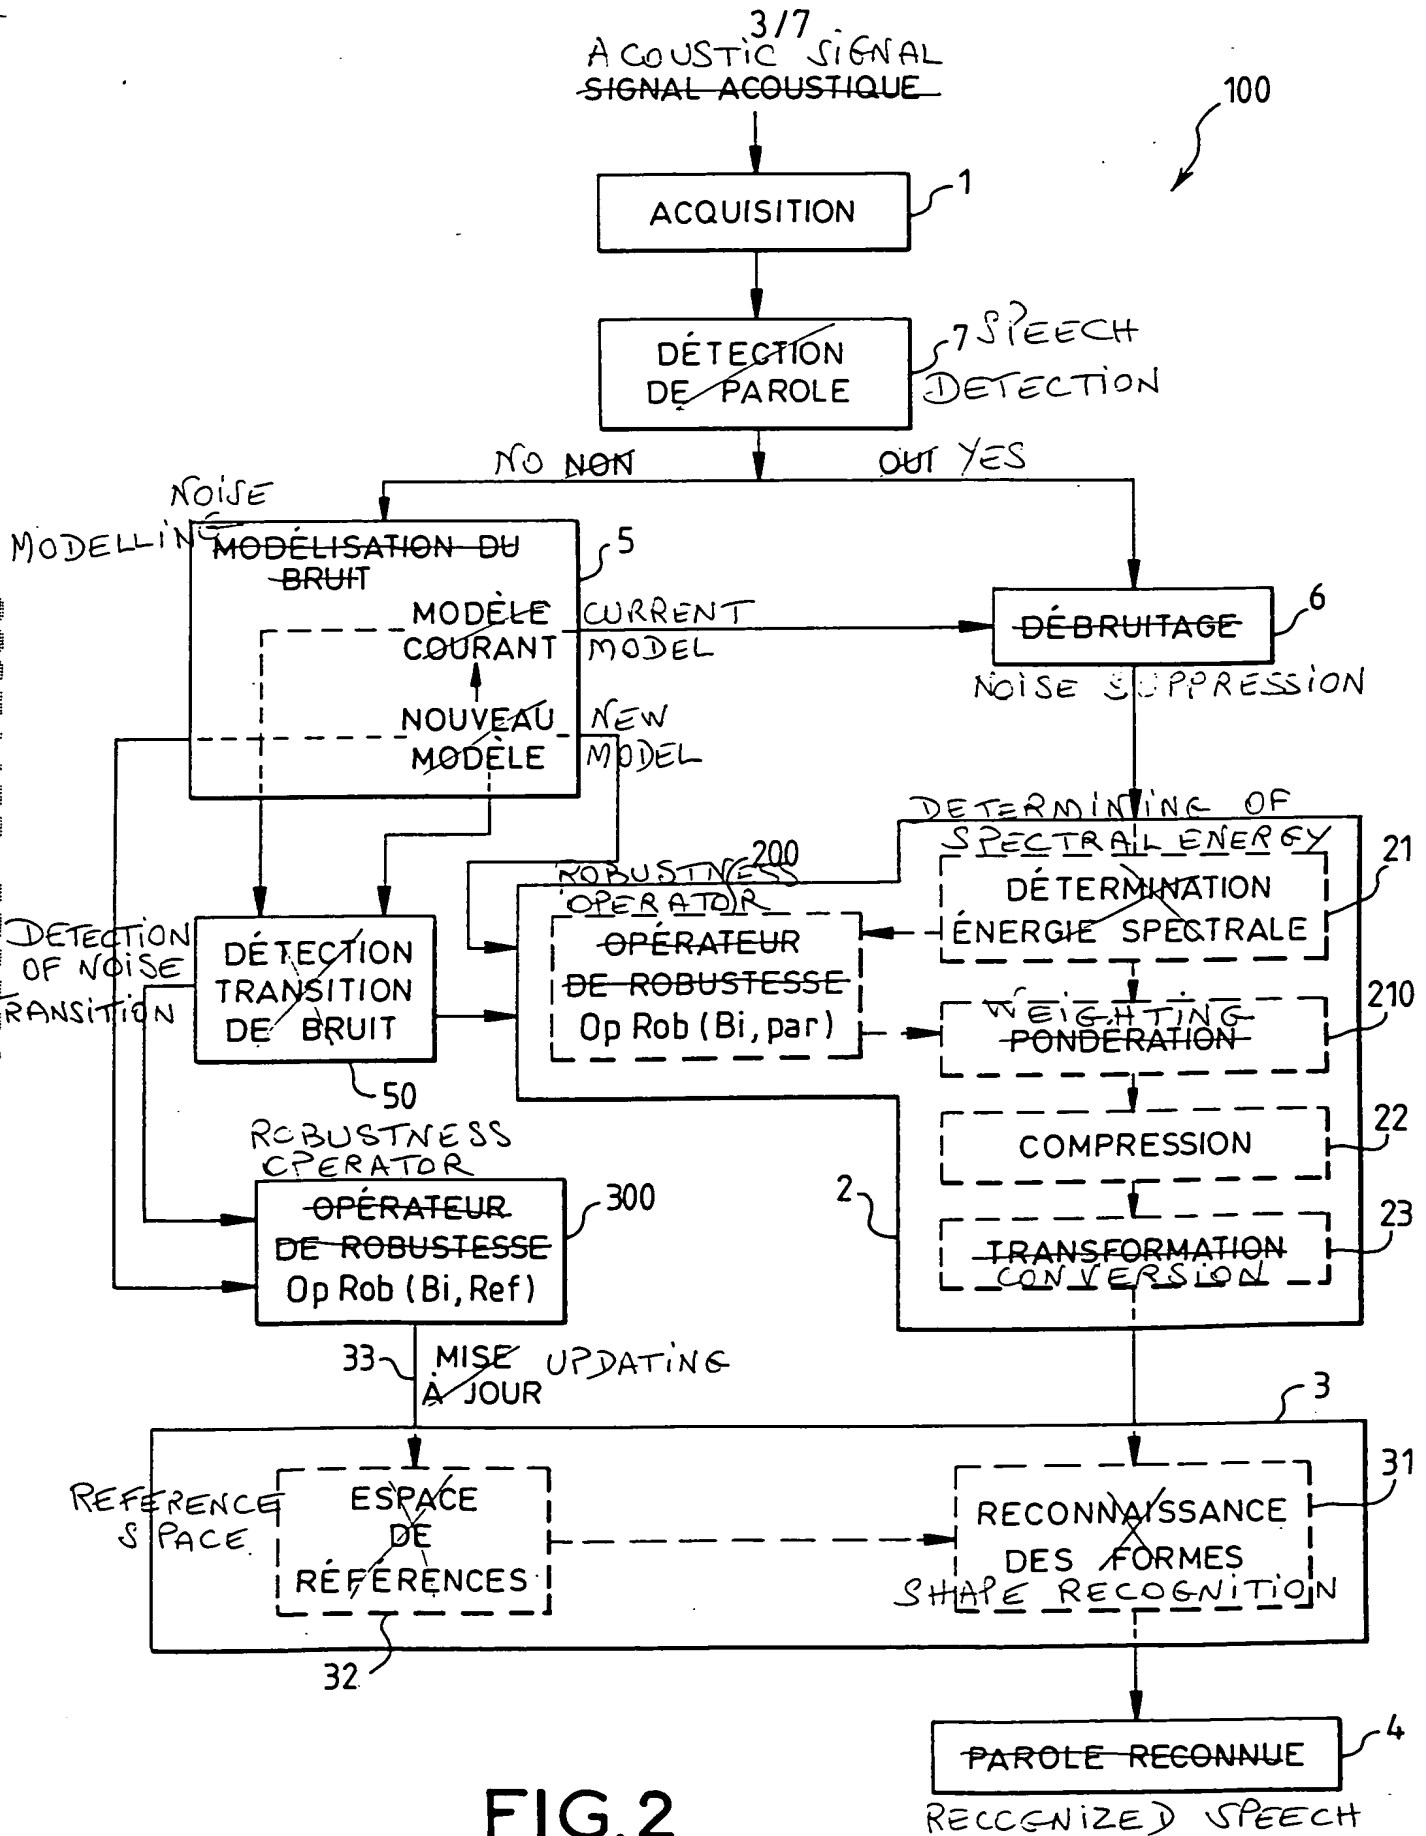 3/7
ACOUSTIC SIGNAL
SIGNAL ACOUSTIQUE
100
ACQUISITION
1
DÉTECTION
DE PAROLE
7
SPEECH
DETECTION
NO NON
OUI YES
NOISE
MODELLING
MODÉLISATION DU
BRUIT
5
MODÈLE
COURANT
CURRENT
MODEL
DÉBRUITAGE
6
NOISE SUPPRESSION
NOUVEAU
MODÈLE
NEW
MODEL
DETERMINING OF
SPECTRAL ENERGY
21
DÉTERMINATION
ÉNERGIE SPECTRALE
200
ROBUSTNESS
OPERATOR
OPÉRATEUR
DE ROBUSTESSE
Op Rob (Bi, par)
DETECTION
OF NOISE
TRANSITION
DÉTECTION
TRANSITION
DE BRUIT
50
WEIGHTING
PONDÉRATION
210
COMPRESSION
22
ROBUSTNESS
OPERATOR
OPÉRATEUR
DE ROBUSTESSE
Op Rob (Bi, Ref)
300
2
TRANSFORMATION
CONVERSION
23
33
MISE
À JOUR
UPDATING
3
REFERENCE
SPACE
ESPACE
DE
RÉFÉRENCES
32
RECONNAISSANCE
DES FORMES
SHAPE RECOGNITION
31
PAROLE RECONNUE
4
RECOGNIZED SPEECH
FIG.2